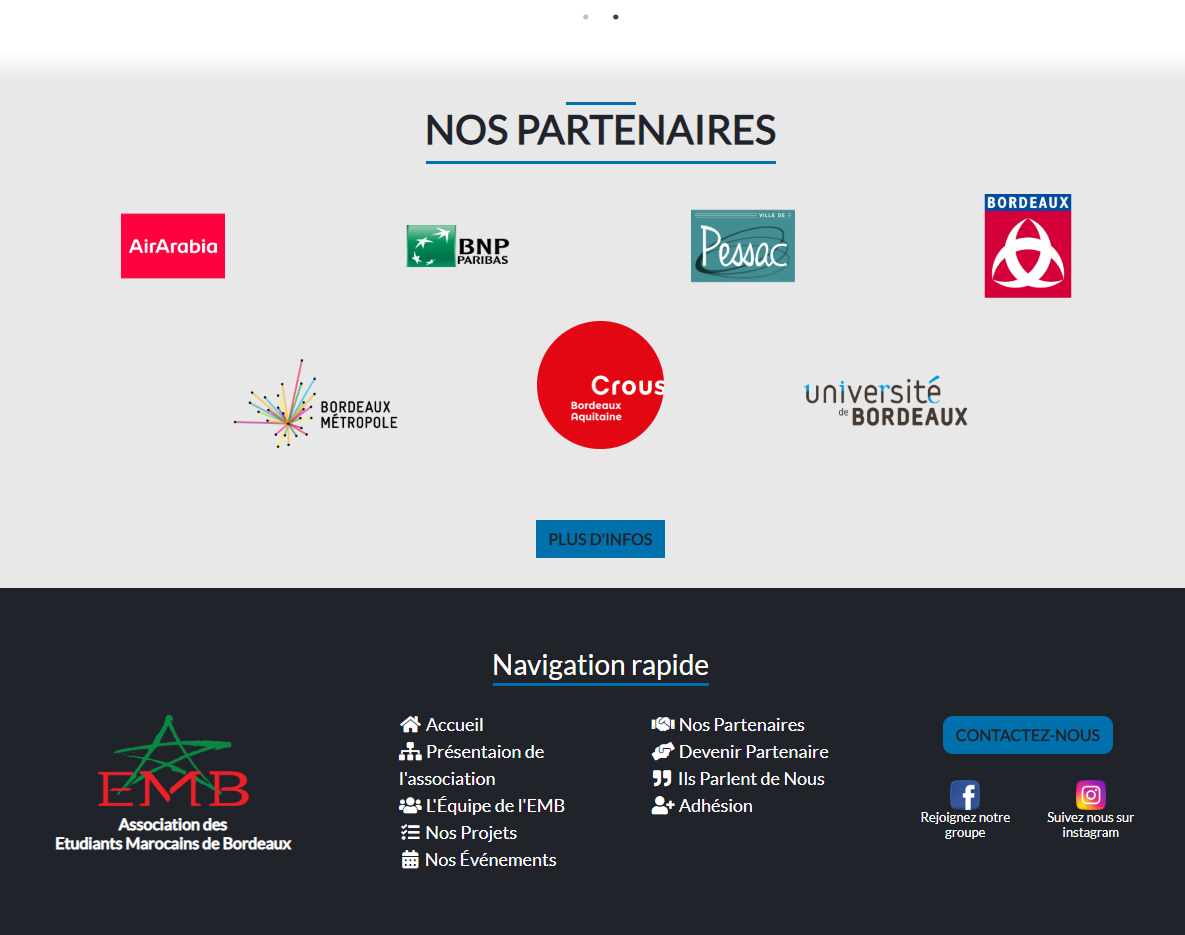 NOS PARTENAIRES
AirArabia
BNP
PARIBAS
VILLE DE
Pessac
BORDEAUX
BORDEAUX
MÉTROPOLE
Crous
Bordeaux
Aquitaine
université
de BORDEAUX
PLUS D'INFOS
Navigation rapide
EMB
Association des
Etudiants Marocains de Bordeaux
Accueil
Présentaion de
l'association
L'Équipe de l'EMB
Nos Projets
Nos Événements
Nos Partenaires
Devenir Partenaire
Ils Parlent de Nous
Adhésion
CONTACTEZ-NOUS
Rejoignez notre
groupe
Suivez nous sur
instagram